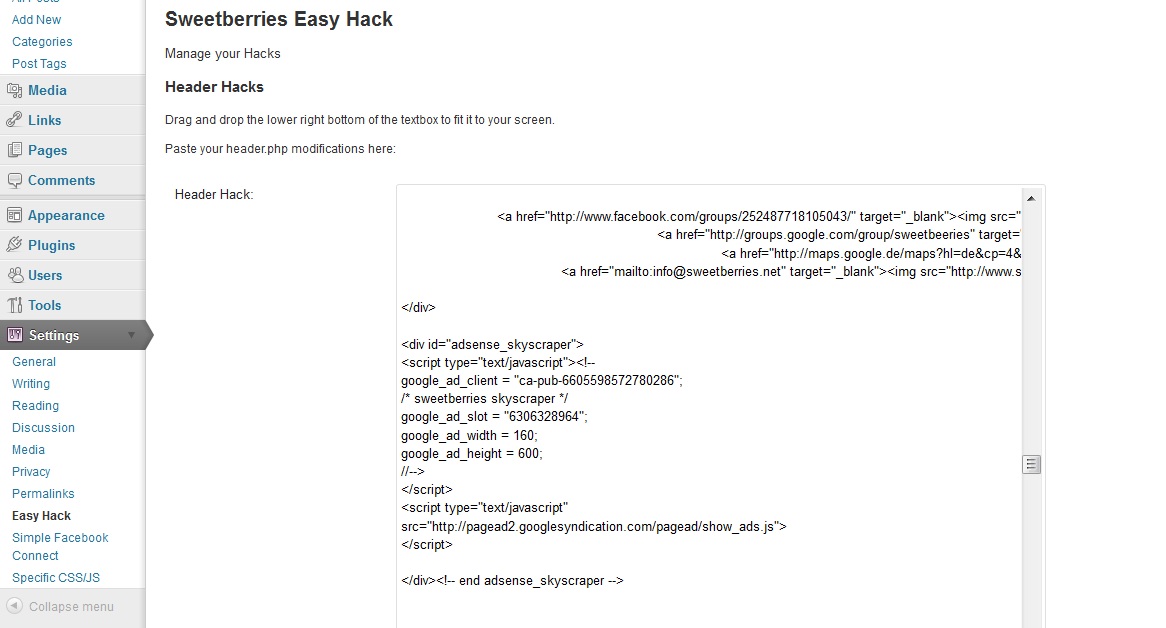 Add New
Categories
Post Tags
Media
Links
Pages
Comments
Appearance
Plugins
Users
Tools
Settings
General
Writing
Reading
Discussion
Media
Privacy
Permalinks
Easy Hack
Simple Facebook
Connect
Specific CSS/JS
Collapse menu
Sweetberries Easy Hack
Manage your Hacks
Header Hacks
Drag and drop the lower right bottom of the textbox to fit it to your screen.
Paste your header.php modifications here:
Header Hack:
<a href="http://www.facebook.com/groups/252487718105043/" target="_blank"><img src="
<a href="http://groups.google.com/group/sweetbeeries" target='
<a href="http://maps.google.de/maps?hl=de&cp=4&
<a href="mailto:info@sweetberries.net" target="_blank"><img src="http://www.s
</div>
<div id="adsense_skyscraper">
<script type="text/javascript"><!--
google_ad_client = "ca-pub-6605598572780286";
/* sweetberries skyscraper */
google_ad_slot = "6306328964";
google_ad_width = 160;
google_ad_height = 600;
//-->
</script>
<script type="text/javascript"
src="http://pagead2.googlesyndication.com/pagead/show_ads.js">
</script>
</div><!-- end adsense_skyscraper -->